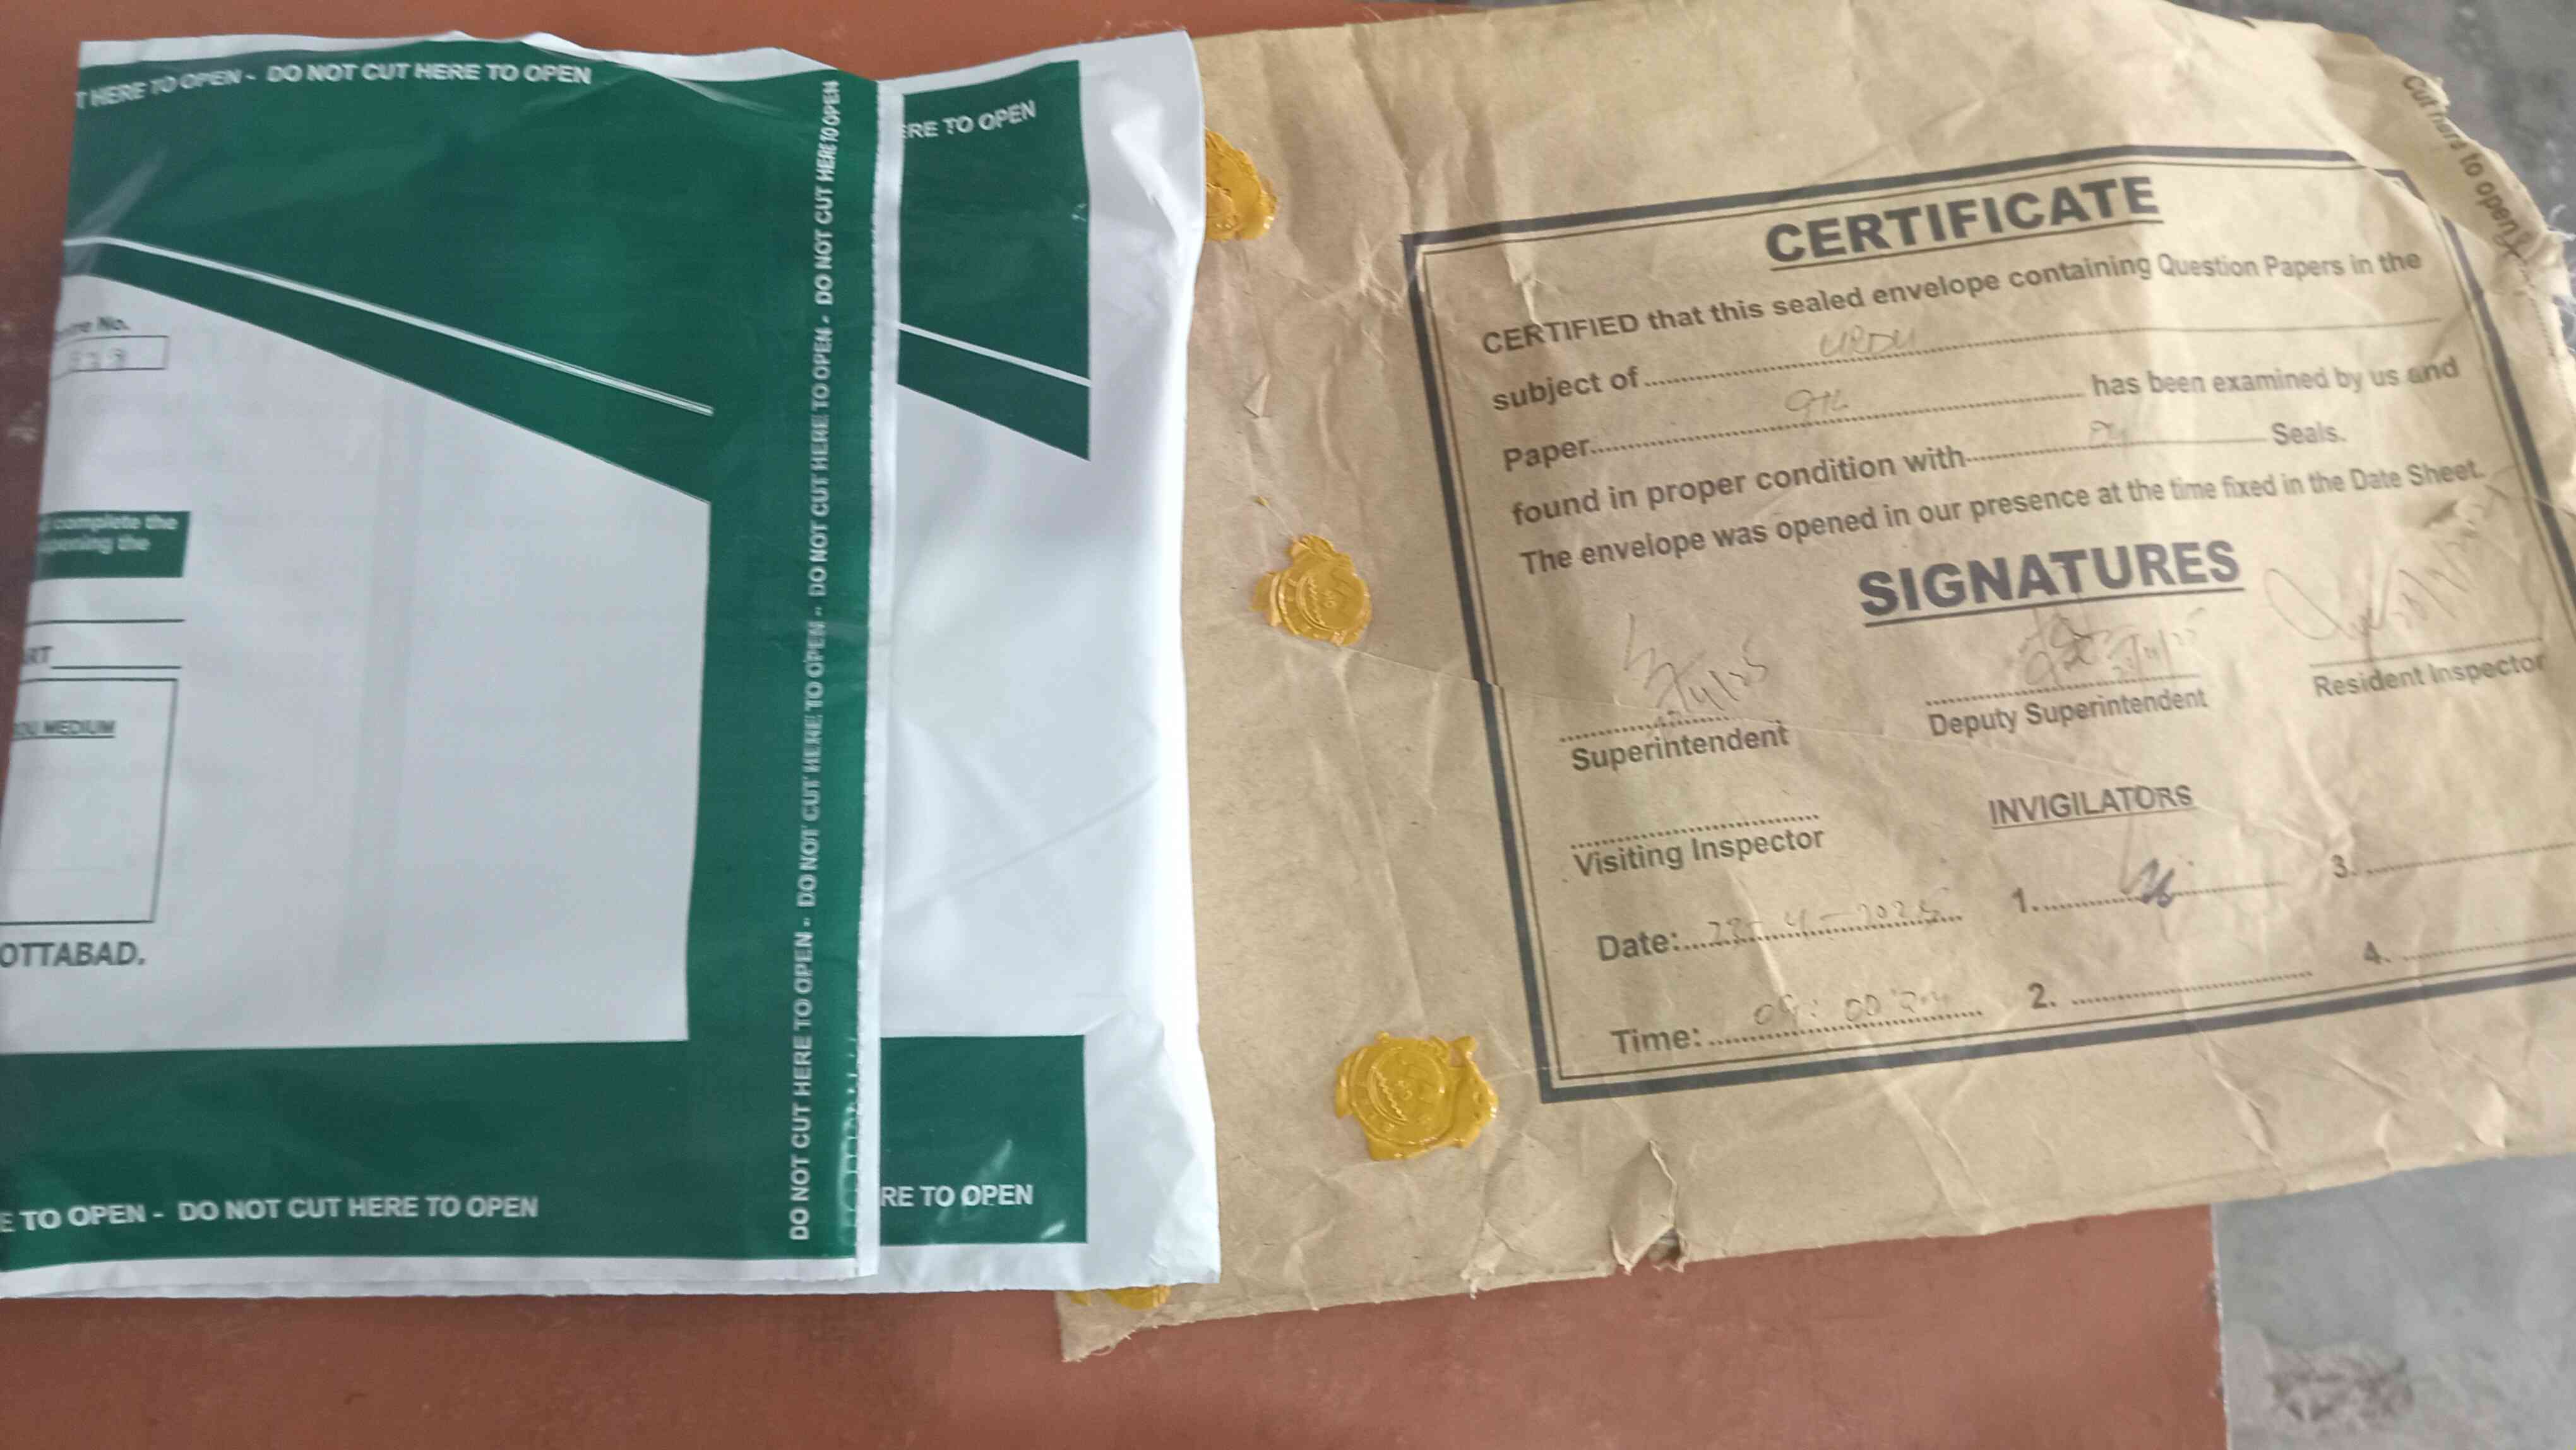 HERE TO OPEN - DO NOT CUT HERE TO OPEN
DO NOT CUT HERE TO OPEN - DO NOT CUT HERE TO OPEN - DO NOT CUT HERE TO OPEN - DO NOT CUT HERE TO OPEN - DO NOT CUT HERE TO OPEN
TO OPEN
No.
complete the
the
MEDIUM
OTTABAD.
TO OPEN - DO NOT CUT HERE TO OPEN
TO OPEN
Cut here to open
CERTIFICATE
CERTIFIED that this sealed envelope containing Question Papers in the
subject of URDU
Paper 9th has been examined by us and
found in proper condition with Seals.
The envelope was opened in our presence at the time fixed in the Date Sheet.
SIGNATURES
Superintendent
Deputy Superintendent
Resident Inspector
Visiting Inspector
INVIGILATORS
Date:
1.
2.
3.
4.
Time: 09:00